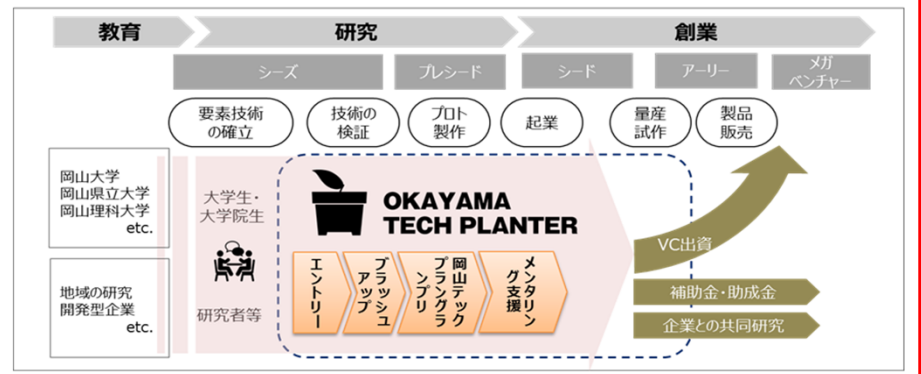 教育
研究
創業
シーズ
プレシード
シード
アーリー
メガ
ベンチャー
要素技術
の確立
技術の
検証
プロト
製作
起業
量産
試作
製品
販売
岡山大学
岡山県立大学
岡山理科大学
etc.
地域の研究
開発型企業
etc.
大学生・
大学院生
研究者等
OKAYAMA
TECH PLANTER
エントリー
ブラッシュ
アップ
岡山テック
プラングラ
ンプリ
メンタリン
グ支援
VC出資
補助金・助成金
企業との共同研究